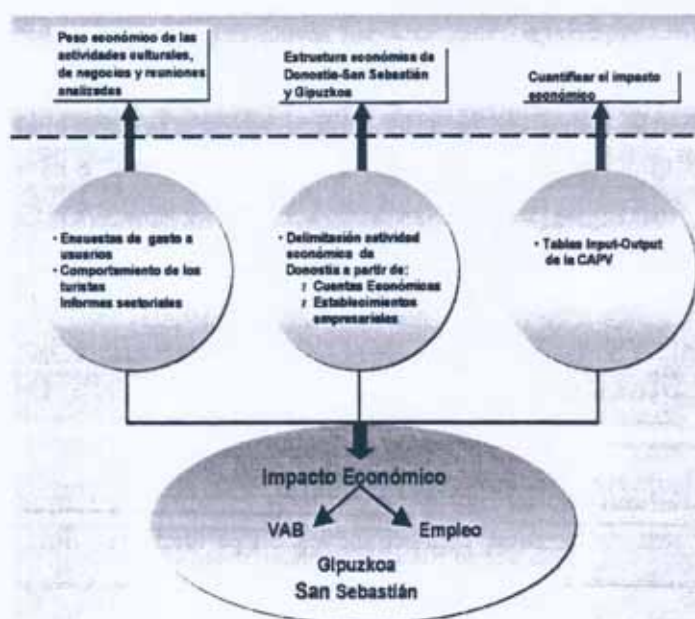 Peso económico de las
actividades culturales,
de negocios y reuniones
analizadas
Estructura económica de
Donostia-San Sebastián
y Gipuzkoa
Cuantificar el impacto
económico
• Encuestas de gasto a
usuarios
• Comportamiento de los
turistas
Informes sectoriales
• Delimitación actividad
económica de
Donostia a partir de:
Cuentas Económicas
Establecimientos
empresariales
• Tablas Input-Output
de la CAPV
Impacto Económico
VAB
Empleo
Gipuzkoa
San Sebastián